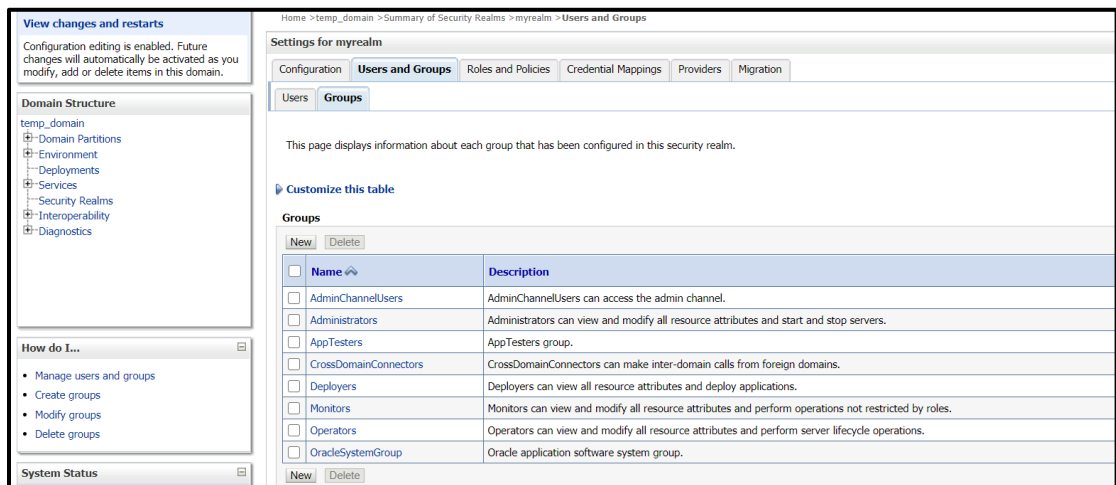 View changes and restarts
Configuration editing is enabled. Future
changes will automatically be activated as you
modify, add or delete items in this domain.
Domain Structure
temp_domain
Domain Partitions
Environment
Deployments
Services
Security Realms
Interoperability
Diagnostics
How do I...
Manage users and groups
Create groups
Modify groups
Delete groups
System Status
Home >temp_domain >Summary of Security Realms >myrealm >Users and Groups
Settings for myrealm
Configuration Users and Groups Roles and Policies Credential Mappings Providers Migration
Users Groups
This page displays information about each group that has been configured in this security realm.
Customize this table
Groups
New Delete
Name Description
AdminChannelUsers AdminChannelUsers can access the admin channel.
Administrators Administrators can view and modify all resource attributes and start and stop servers.
AppTesters AppTesters group.
CrossDomainConnectors CrossDomainConnectors can make inter-domain calls from foreign domains.
Deployers Deployers can view all resource attributes and deploy applications.
Monitors Monitors can view and modify all resource attributes and perform operations not restricted by roles.
Operators Operators can view and modify all resource attributes and perform server lifecycle operations.
OracleSystemGroup Oracle application software system group.
New Delete